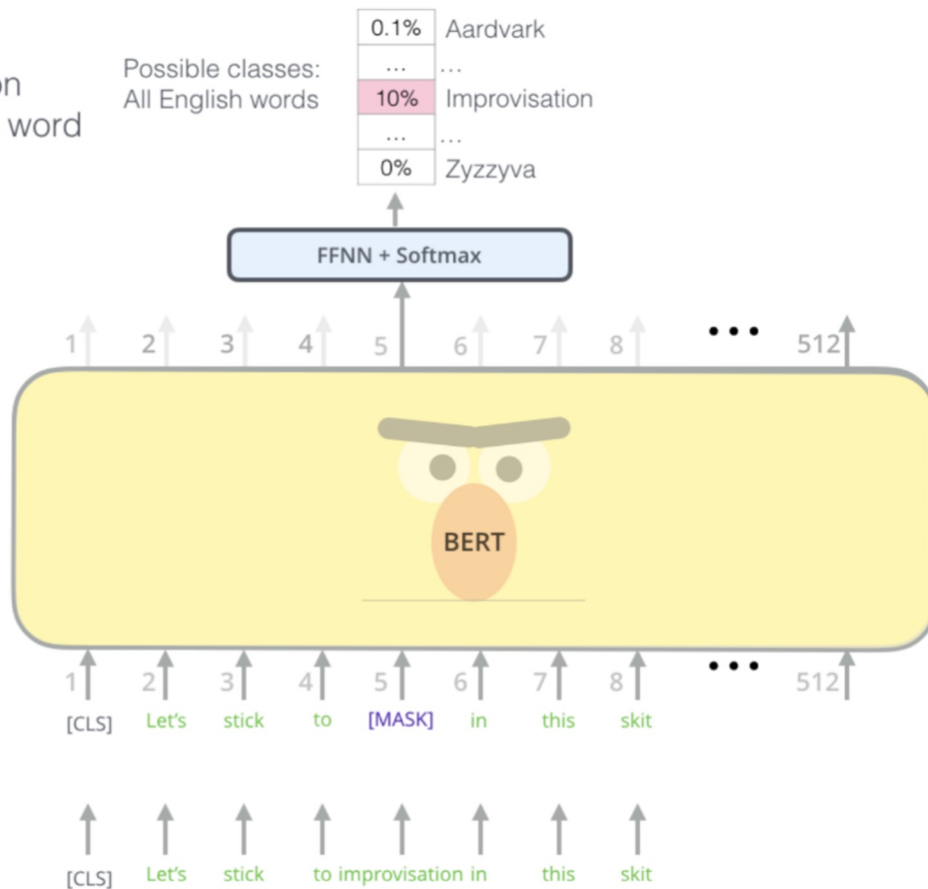 0.1% Aardvark
... ...
Possible classes:
on
All English words
10% Improvisation
word
... ...
0% Zyzzyva
FFNN + Softmax
1 2 3 4 5 6 7 8 ... 512
BERT
1 2 3 4 5 6 7 8 ... 512
[CLS] Let's stick to [MASK] in this skit
[CLS] Let's stick to improvisation in this skit